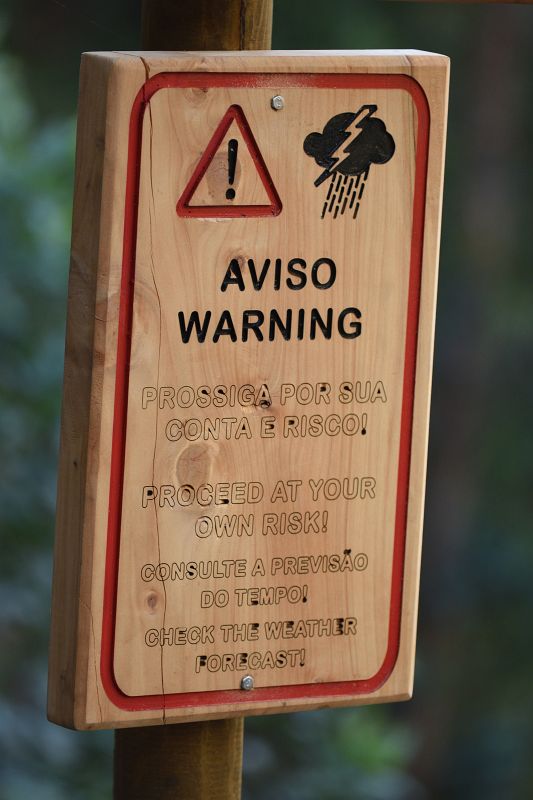 !
AVISO
WARNING
PROSSIGA POR SUA
CONTA E RISCO!
PROCEED AT YOUR
OWN RISK!
CONSULTE A PREVISÃO
DO TEMPO!
CHECK THE WEATHER
FORECAST!